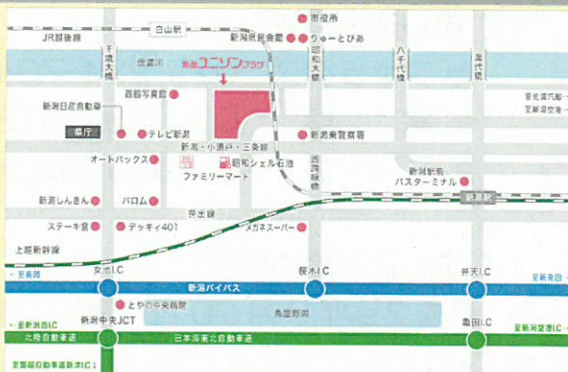 市役所
白山駅
JR越後線
新潟県民会館
りゅーとぴあ
千歳大橋
信濃川
昭和大橋
八千代橋
萬代橋
新潟ユニゾンプラザ
西脇写真館
新潟日産自動車
県庁
テレビ新潟
新潟・小須戸・三条線
新潟東警察署
オートバックス
昭和シェル石油
ファミリーマート
新潟駅前
バスターミナル
新潟駅
新潟しんきん
バロム
笹出線
ステーキ宮
デッキィ401
メガネスーパー
上越新幹線
女池I.C
桜木I.C
弁天I.C
←至長岡
新潟バイパス
至新発田→
とやの中央病院
新潟中央JCT
鳥屋野潟
亀田I.C
←至新潟西I.C
至新潟空港I.C→
北陸自動車道
日本海東北自動車道
至磐越自動車道新津I.C↓